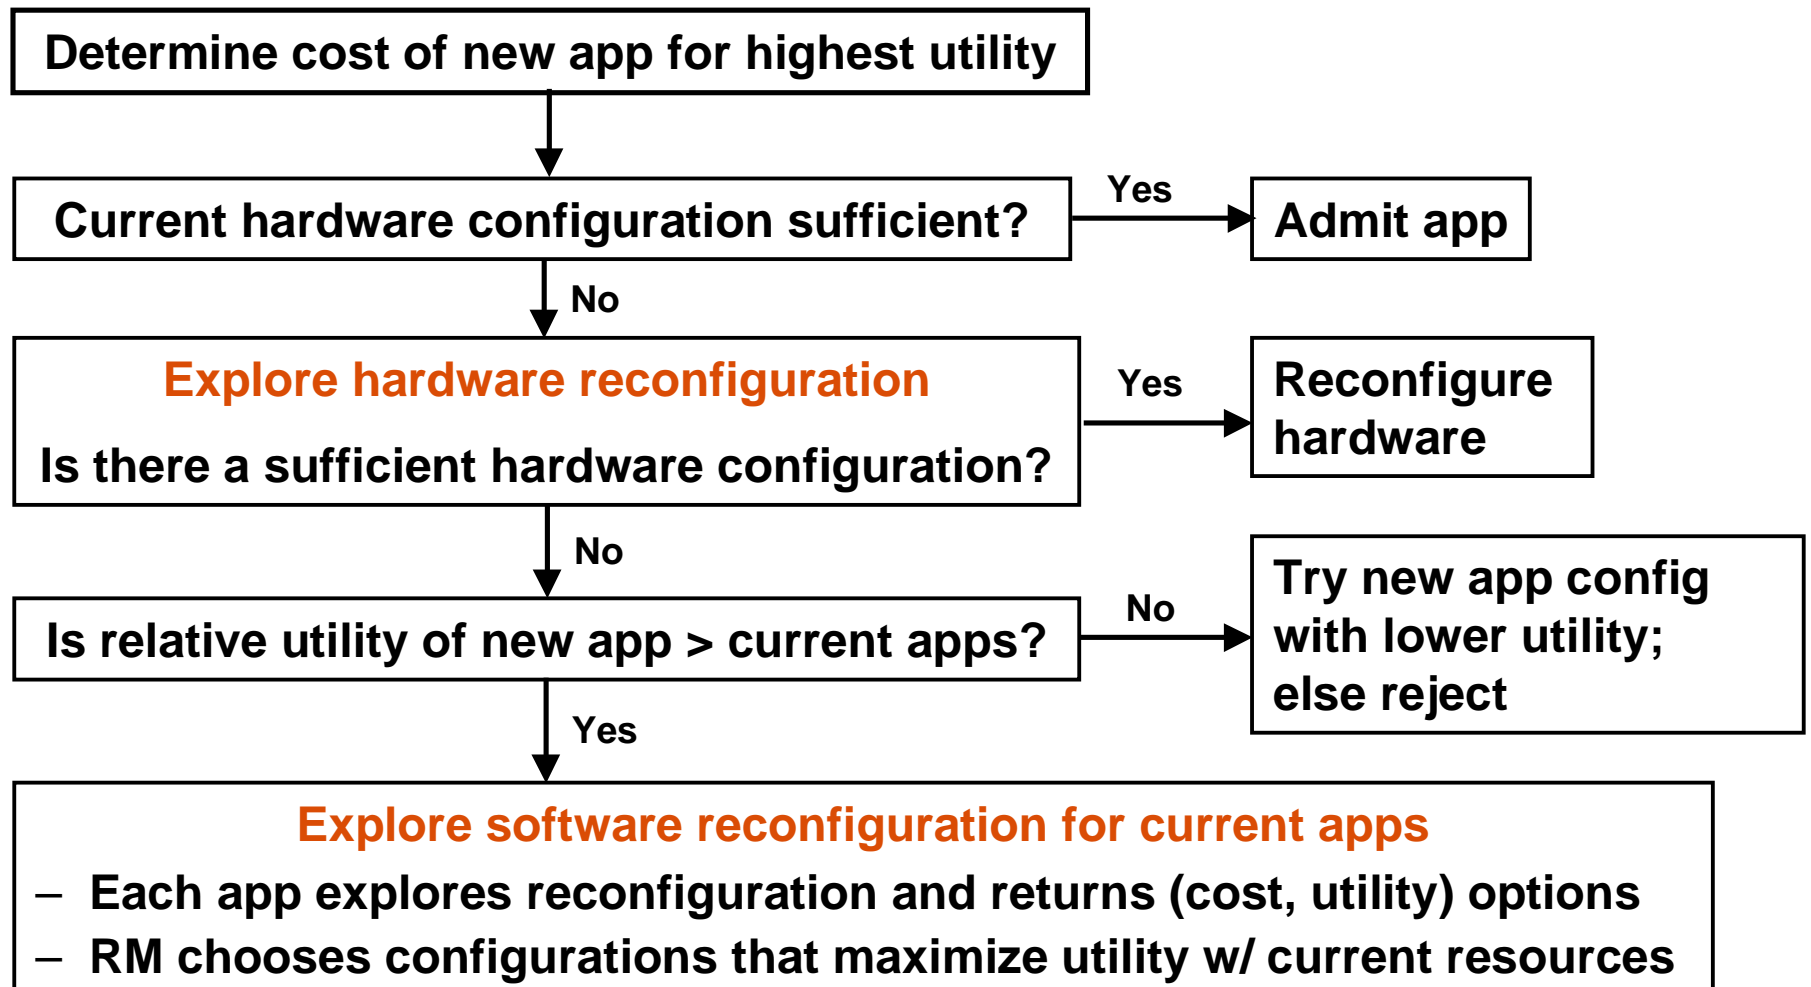 Determine cost of new app for highest utility
Current hardware configuration sufficient?
Yes
Admit app
No
Explore hardware reconfiguration
Is there a sufficient hardware configuration?
Yes
Reconfigure
hardware
No
Is relative utility of new app > current apps?
No
Try new app config
with lower utility;
else reject
Yes
Explore software reconfiguration for current apps
– Each app explores reconfiguration and returns (cost, utility) options
– RM chooses configurations that maximize utility w/ current resources